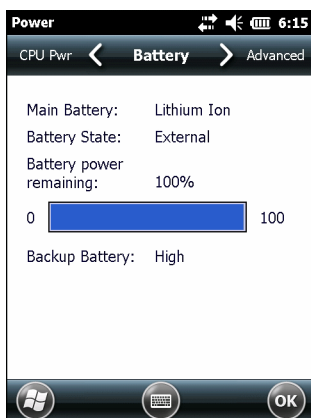 Power 6:15
CPU Pwr Battery Advanced
Main Battery: Lithium Ion
Battery State: External
Battery power
remaining: 100%
0 100
Backup Battery: High
OK